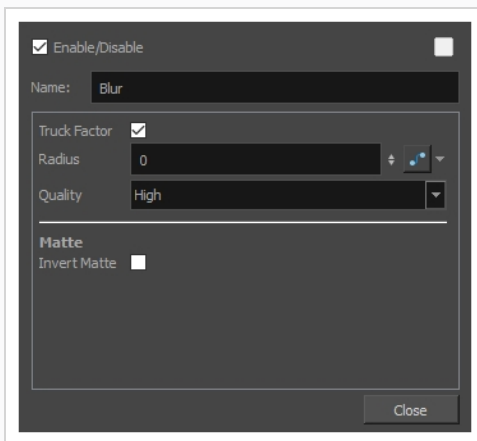 Enable/Disable
Name: Blur
Truck Factor
Radius 0
Quality High
Matte
Invert Matte
Close